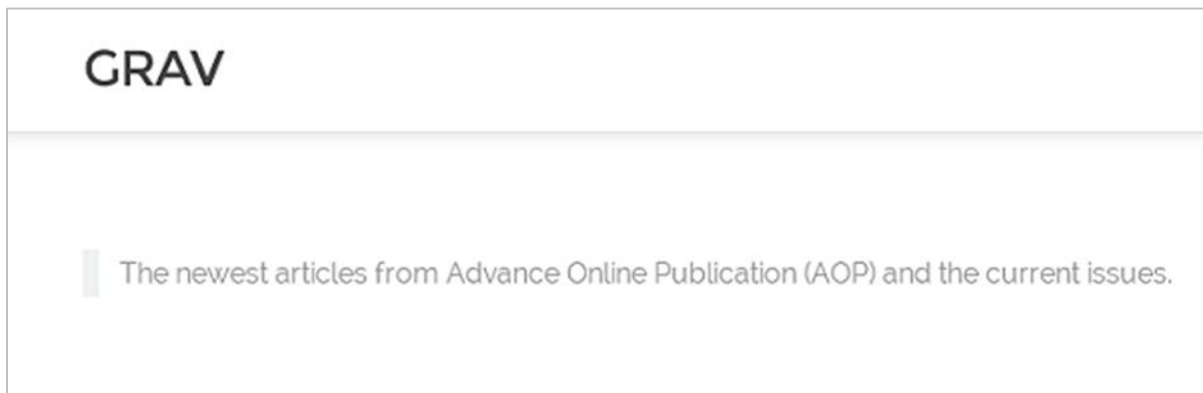 GRAV
The newest articles from Advance Online Publication (AOP) and the current issues.